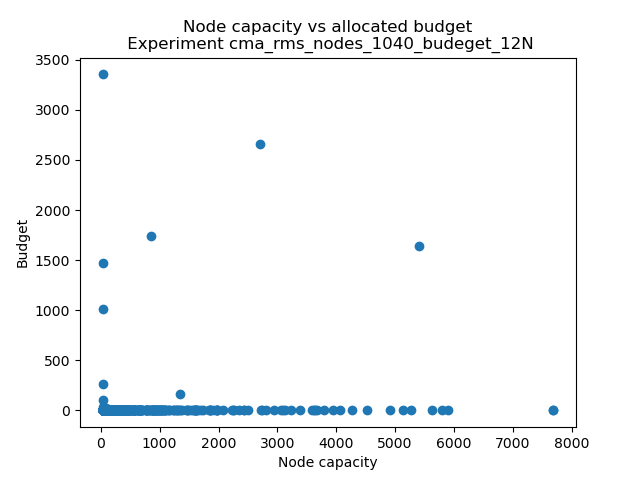 Node capacity vs allocated budget
Experiment cma_rms_nodes_1040_budeget_12N
3500
3000
2500
2000
1500
1000
500
0
Budget
0 1000 2000 3000 4000 5000 6000 7000 8000
Node capacity